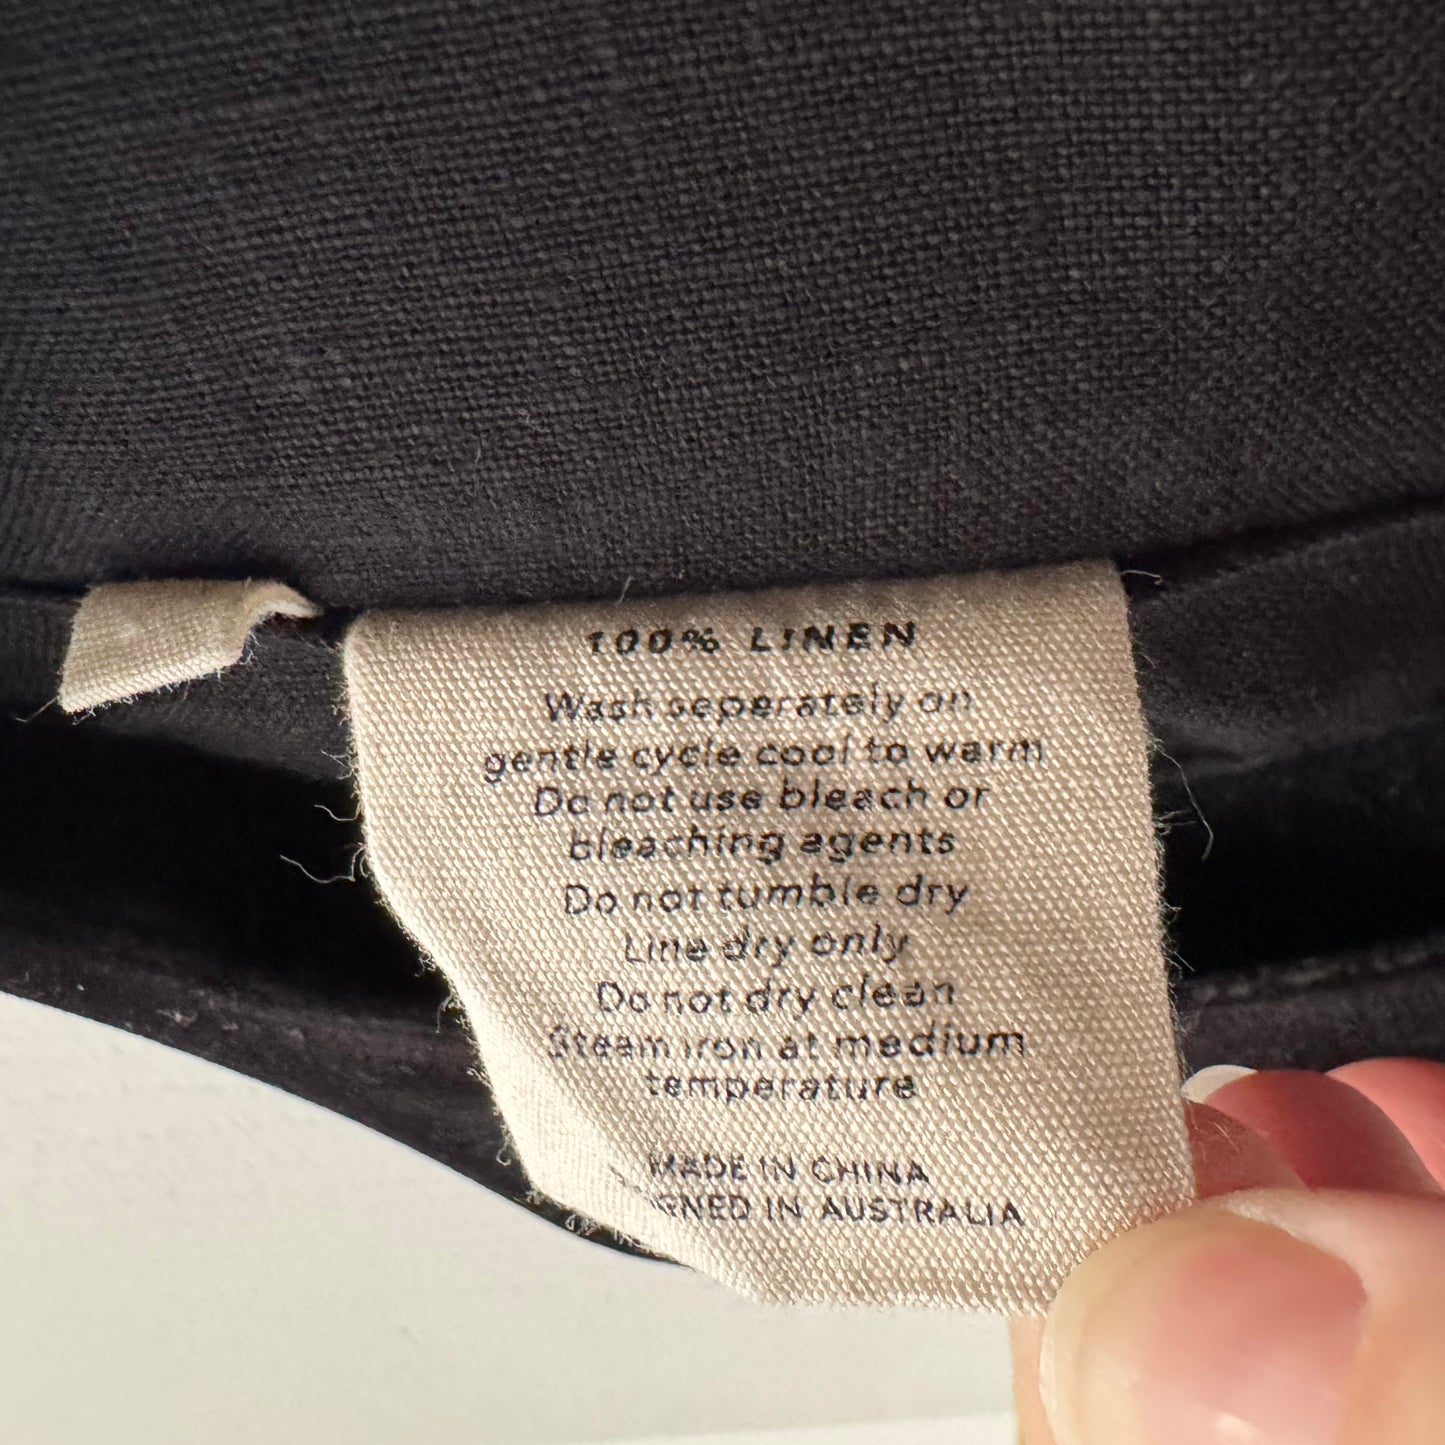 100% LINEN
Wash seperately on
gentle cycle cool to warm
Do not use bleach or
bleaching agents
Do not tumble dry
Line dry only
Do not dry clean
Steam iron at medium
temperature
MADE IN CHINA
IN AUSTRALIA